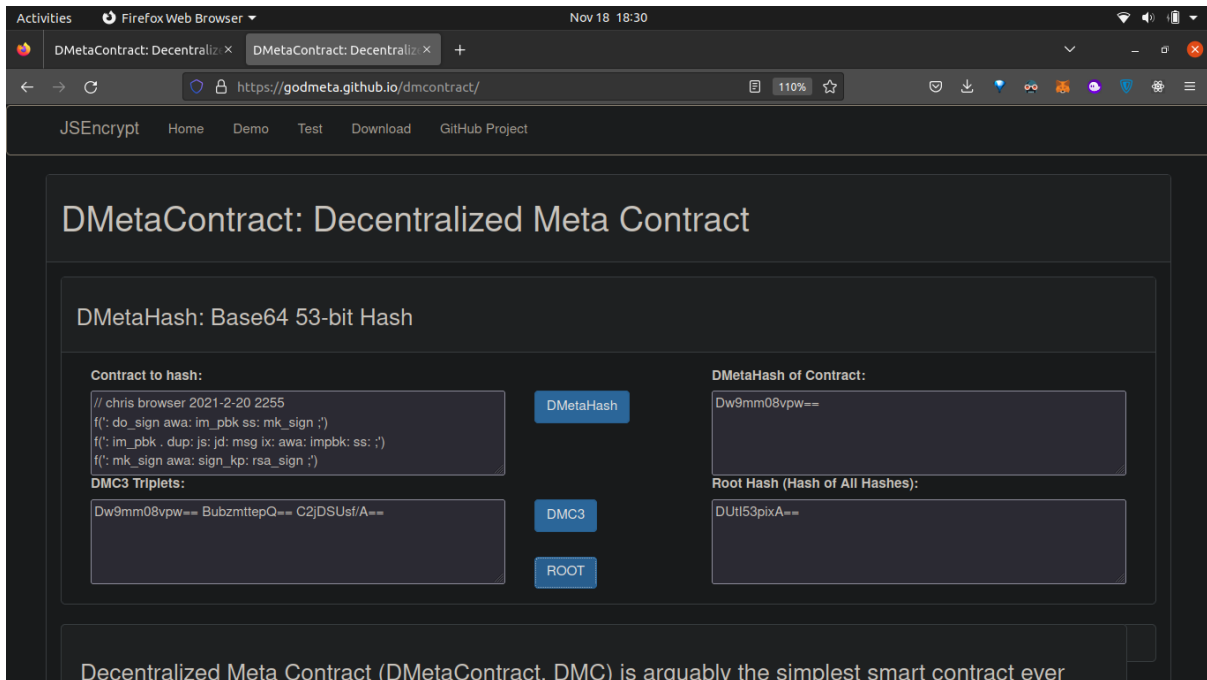 Activities Firefox Web Browser Nov 18 18:30
DMetaContract: Decentraliz DMetaContract: Decentraliz
https://godmeta.github.io/dmcontract/ 110%
JSEncrypt Home Demo Test Download GitHub Project
DMetaContract: Decentralized Meta Contract
DMetaHash: Base64 53-bit Hash
Contract to hash: DMetaHash of Contract:
// chris browser 2021-2-20 2255 DMetaHash Dw9mm08vpw==
f(': do_sign awa: im_pbk ss: mk_sign ;')
f(': im_pbk . dup: js: jd: msg ix: awa: impbk: ss: ;')
f(': mk_sign awa: sign_kp: rsa_sign ;')
DMC3 Triplets: Root Hash (Hash of All Hashes):
Dw9mm08vpw== BubzmttepQ== C2jDSUsf/A== DMC3 DUtI53pixA==
ROOT
Decentralized Meta Contract (DMetaContract, DMC) is arguably the simplest smart contract ever